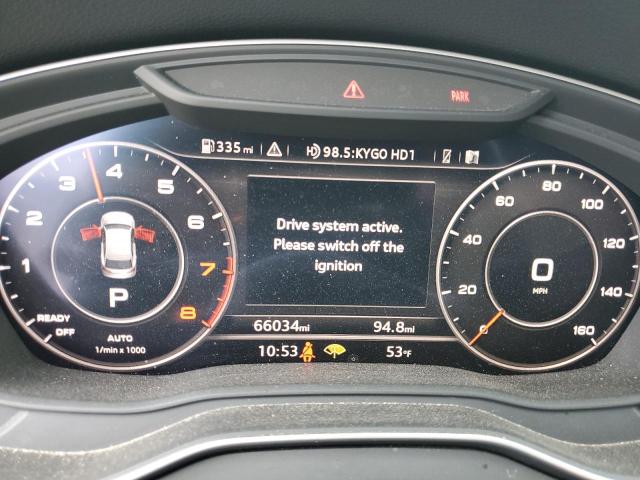 PARK
335 mi
98.5:KYGO HD1
1 2 3 4 5 6 7 8
P
READY
OFF
AUTO
1/min x 1000
Drive system active.
Please switch off the
ignition
66034mi
94.8mi
10:53
53°F
0 20 40 60 80 100 120 140 160
0
MPH